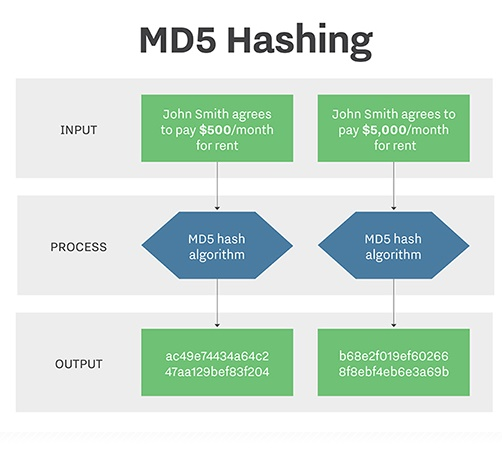 MD5 Hashing
INPUT
John Smith agrees
to pay $500/month
for rent
John Smith agrees to
pay $5,000/month
for rent
PROCESS
MD5 hash
algorithm
MD5 hash
algorithm
OUTPUT
ac49e74434a64c2
47aa129bef83f204
b68e2f019ef60266
8f8ebf4eb6e3a69b